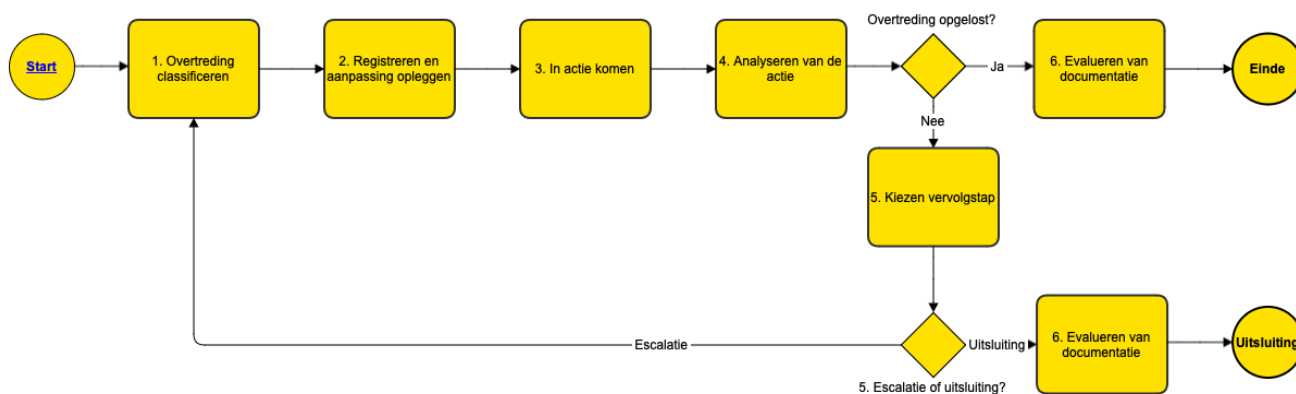 Overtreding opgelost?
Start
1. Overtreding
classificeren
2. Registreren en
aanpassing opleggen
3. In actie komen
4. Analyseren van de
actie
Ja
6. Evalueren van
documentatie
Einde
Nee
5. Kiezen vervolgstap
Escalatie
Uitsluiting
6. Evalueren van
documentatie
Uitsluiting
5. Escalatie of uitsluiting?